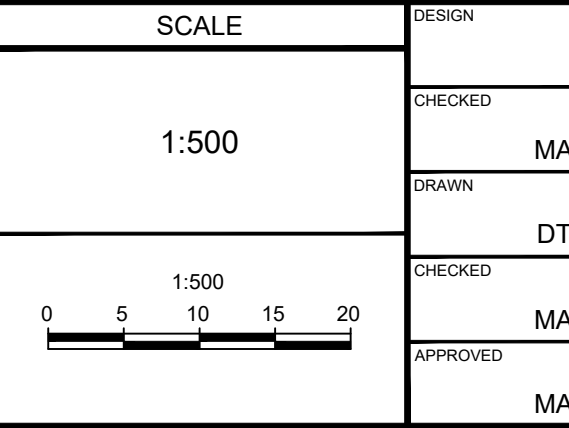 SCALE
1:500
1:500
0 5 10 15 20
DESIGN
CHECKED
MA
DRAWN
DT
CHECKED
MA
APPROVED
MA